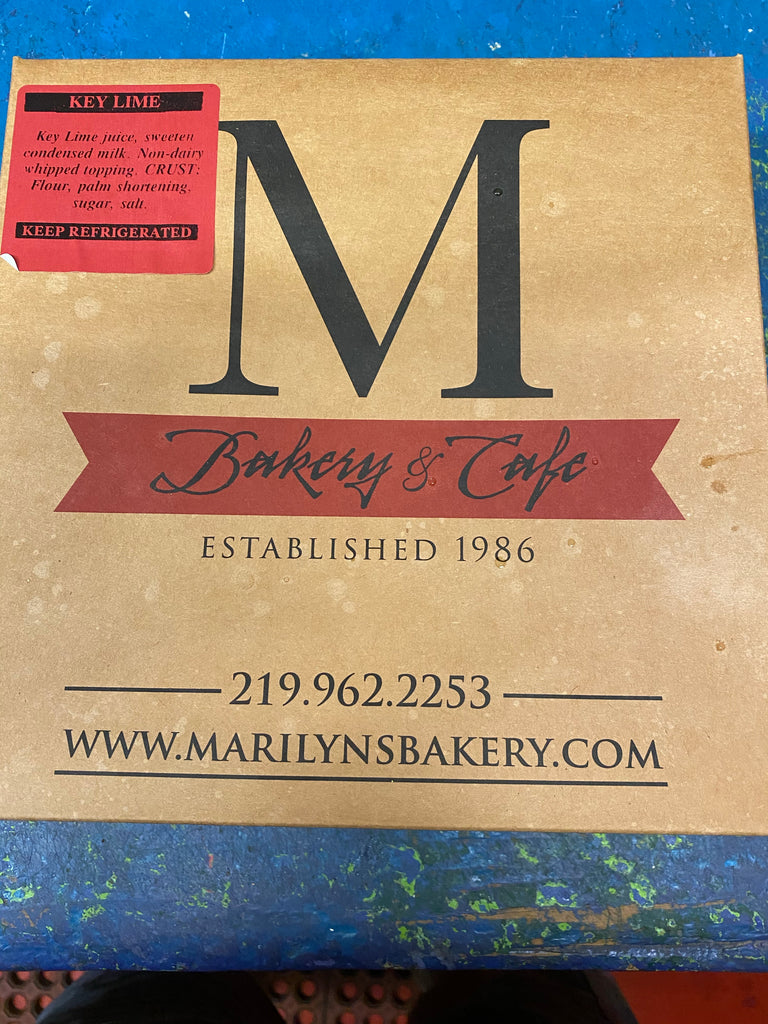 KEY LIME
Key Lime juice, sweeten
condensed milk. Non-dairy
whipped topping. CRUST:
Flour, palm shortening,
sugar, salt.
KEEP REFRIGERATED
M
Bakery & Cafe
ESTABLISHED 1986
219.962.2253
WWW.MARILYNSBAKERY.COM